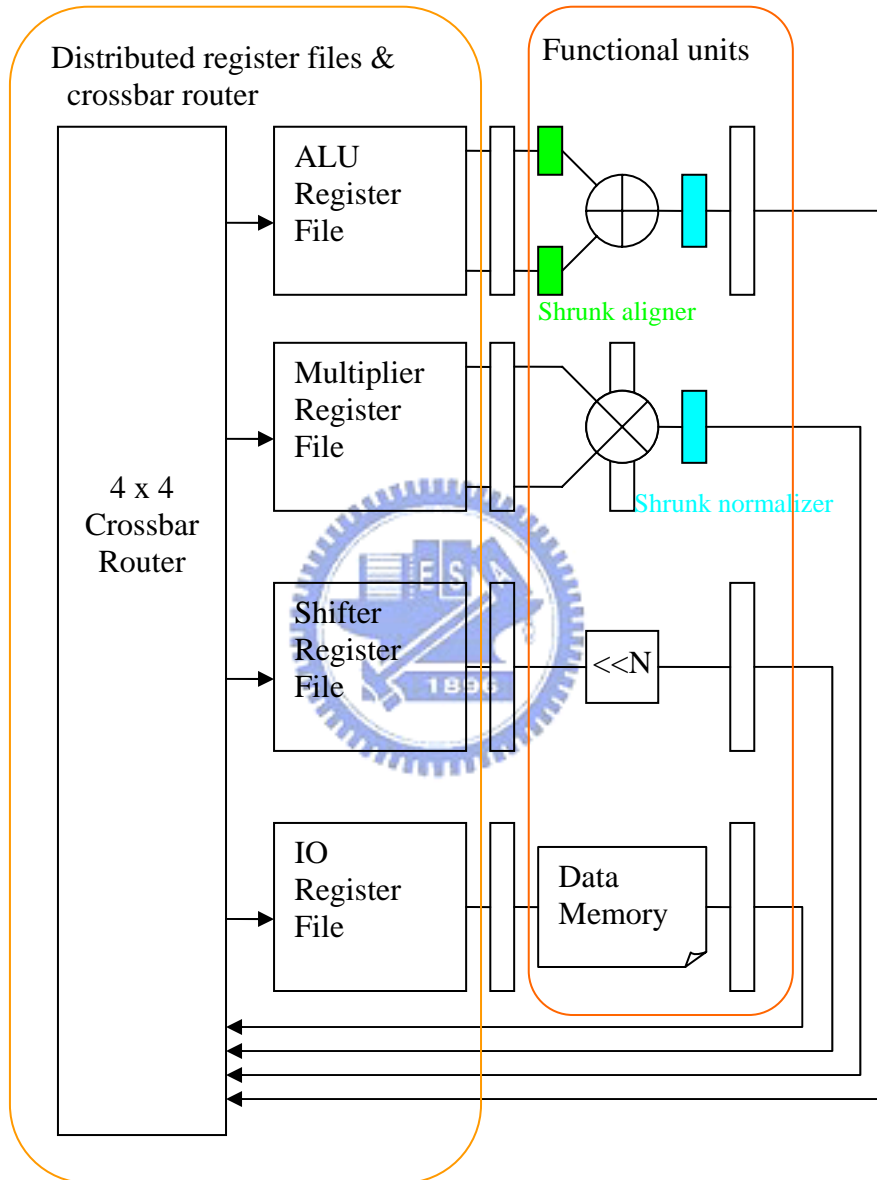 Distributed register files &
crossbar router
Functional units
ALU
Register
File
Shrunk aligner
Multiplier
Register
File
Shrunk normalizer
4 x 4
Crossbar
Router
Shifter
Register
File
<<N
E S
1896
IO
Register
File
Data
Memory